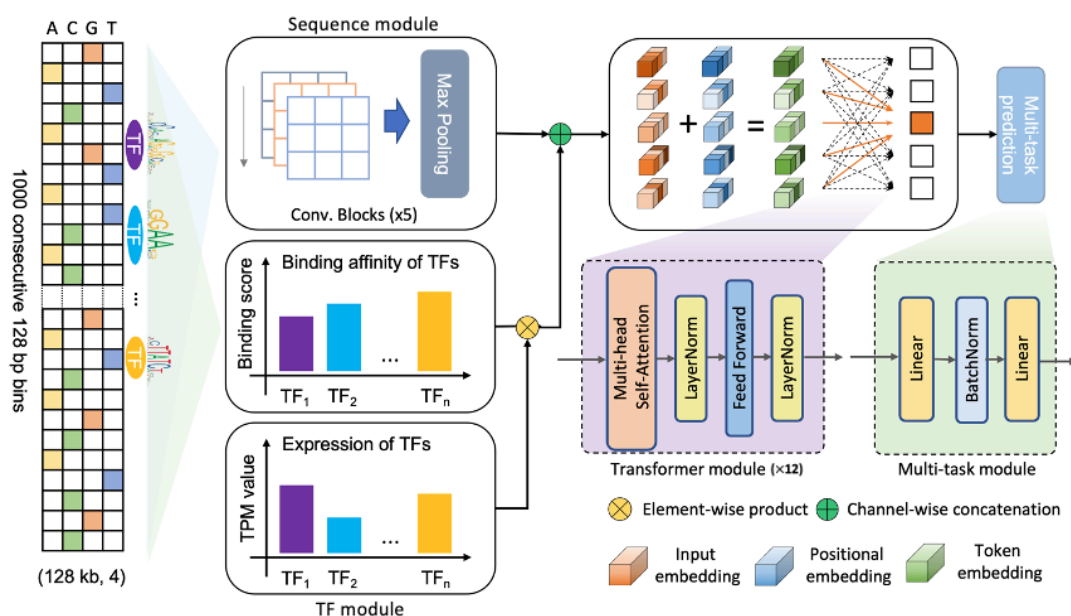 A C G T
1000 consecutive 128 bp bins
(128 kb, 4)
TF
GGAA
TF
...
TF
Sequence module
Max Pooling
Conv. Blocks (x5)
Binding affinity of TFs
Binding score
...
TF1 TF2 TFn
Expression of TFs
TPM value
...
TF1 TF2 TFn
TF module
+ =
Multi-task
prediction
Multi-head
Self-Attention
LayerNorm
Feed Forward
LayerNorm
Transformer module (×12)
Linear
BatchNorm
Linear
Multi-task module
Element-wise product
Channel-wise concatenation
Input
embedding
Positional
embedding
Token
embedding